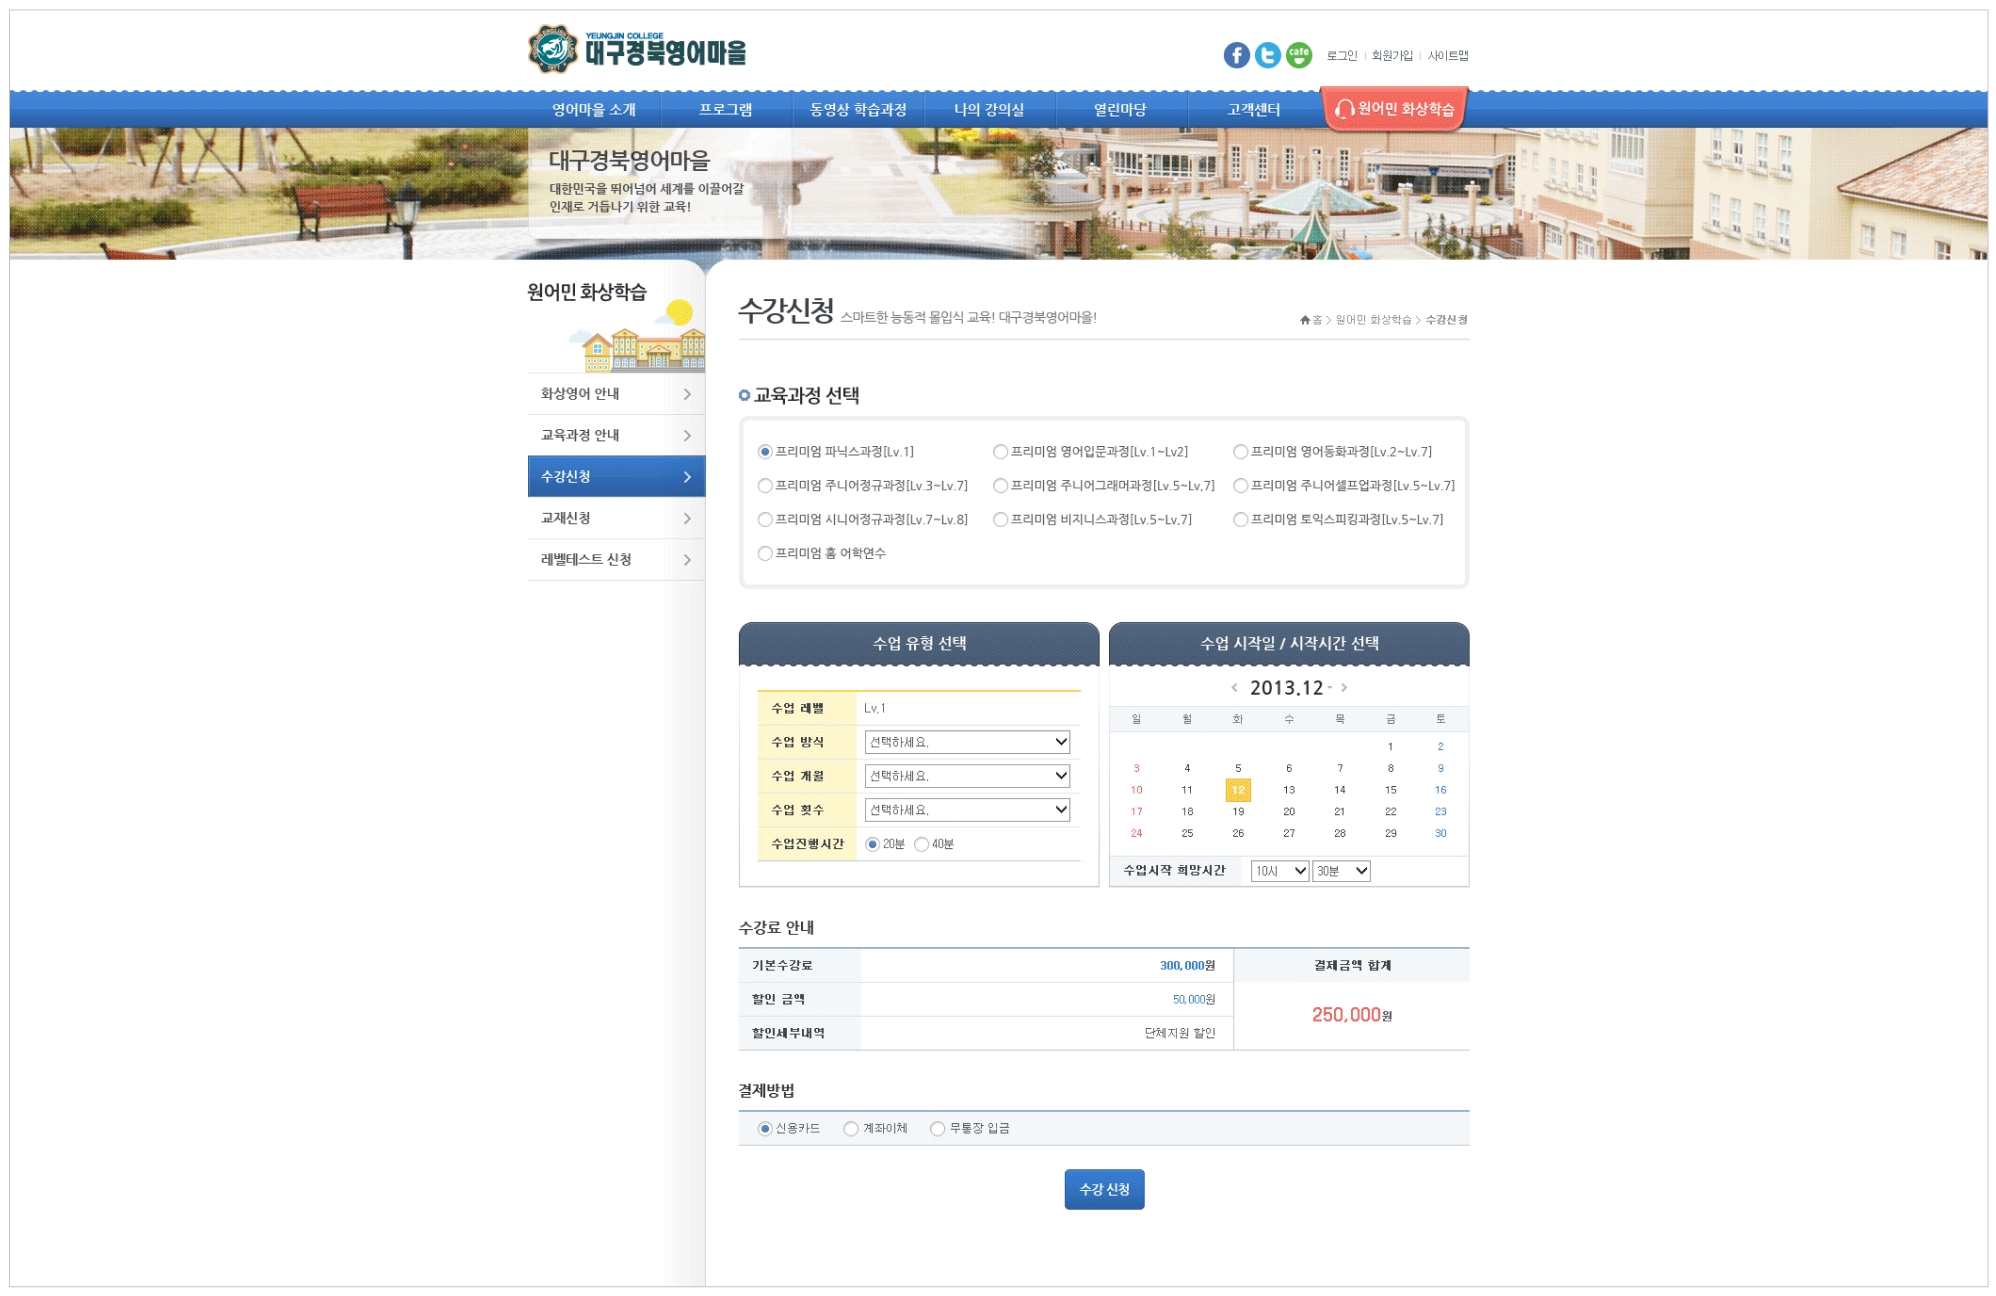 YEUNGJIN COLLEGE
대구경북영어마을
cafe
로그인 | 회원가입 | 사이트맵
영어마을 소개 프로그램 동영상 학습과정 나의 강의실 열린마당 고객센터 원어민 화상학습
대구경북영어마을
대한민국을 뛰어넘어 세계를 이끌어갈
인재로 거듭나기 위한 교육!
원어민 화상학습
화상영어 안내
교육과정 안내
수강신청
교재신청
레벨테스트 신청
수강신청 스마트한 능동적 몰입식 교육! 대구경북영어마을!
홈 > 원어민 화상학습 > 수강신청
교육과정 선택
프리미엄 파닉스과정[Lv.1] 프리미엄 영어입문과정[Lv.1~Lv2] 프리미엄 영어동화과정[Lv.2~Lv.7]
프리미엄 주니어정규과정[Lv.3~Lv.7] 프리미엄 주니어그래머과정[Lv.5~Lv.7] 프리미엄 주니어셀프업과정[Lv.5~Lv.7]
프리미엄 시니어정규과정[Lv.7~Lv.8] 프리미엄 비지니스과정[Lv.5~Lv.7] 프리미엄 토익스피킹과정[Lv.5~Lv.7]
프리미엄 홈 어학연수
수업 유형 선택
수업 레벨 Lv.1
수업 방식 선택하세요.
수업 개월 선택하세요.
수업 횟수 선택하세요.
수업진행시간 20분 40분
수업 시작일 / 시작시간 선택
< 2013.12 >
일 월 화 수 목 금 토
1 2
3 4 5 6 7 8 9
10 11 12 13 14 15 16
17 18 19 20 21 22 23
24 25 26 27 28 29 30
수업시작 희망시간 10시 30분
수강료 안내
기본수강료 300,000원
할인 금액 50,000원
할인세부내역 단체지원 할인
결제금액 합계
250,000원
결제방법
신용카드 계좌이체 무통장 입금
수강 신청